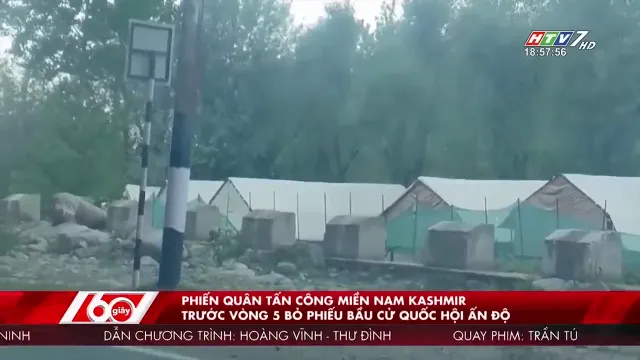 HTV7 HD
18:57:56
60 giây
PHIẾN QUÂN TẤN CÔNG MIỀN NAM KASHMIR
TRƯỚC VÒNG 5 BỎ PHIẾU BẦU CỬ QUỐC HỘI ẤN ĐỘ
NINH DẪN CHƯƠNG TRÌNH: HOÀNG VĨNH - THƯ ĐÌNH QUAY PHIM: TRẦN TÚ